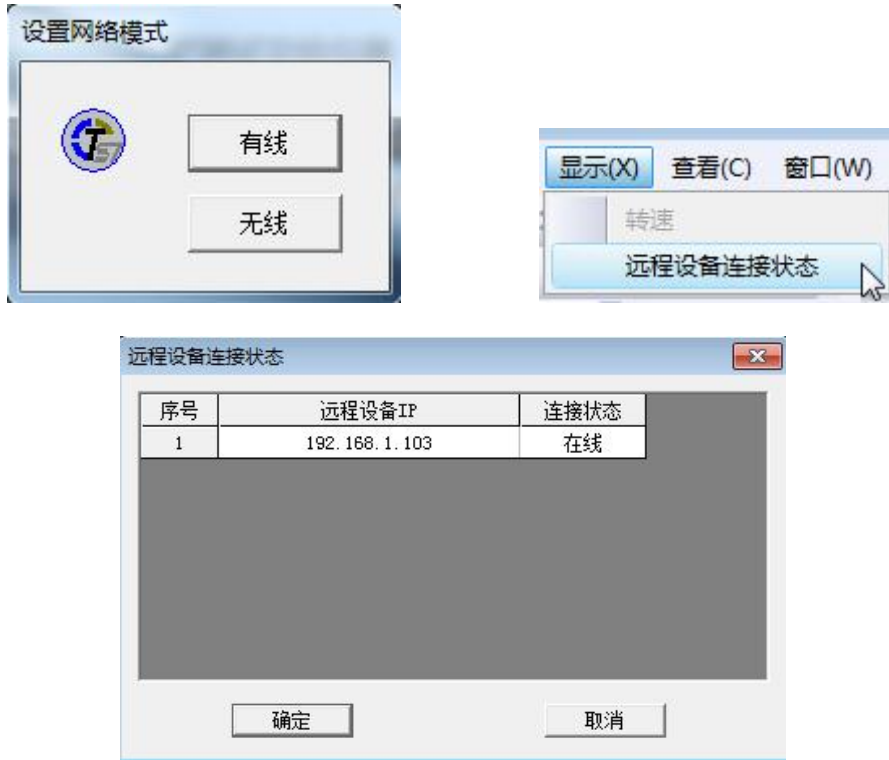 设置网络模式
有线
无线
显示(X) 查看(C) 窗口(W)
转速
远程设备连接状态
远程设备连接状态
序号 远程设备IP 连接状态
1 192.168.1.103 在线
确定 取消